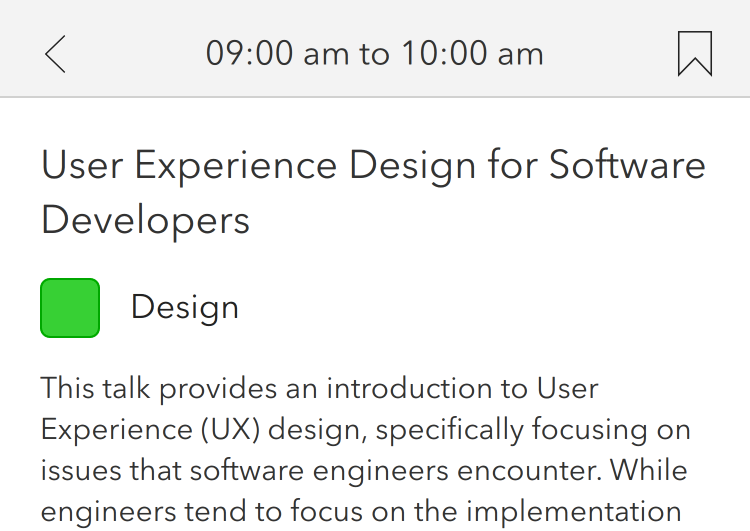 09:00 am to 10:00 am
User Experience Design for Software
Developers
Design
This talk provides an introduction to User
Experience (UX) design, specifically focusing on
issues that software engineers encounter. While
engineers tend to focus on the implementation